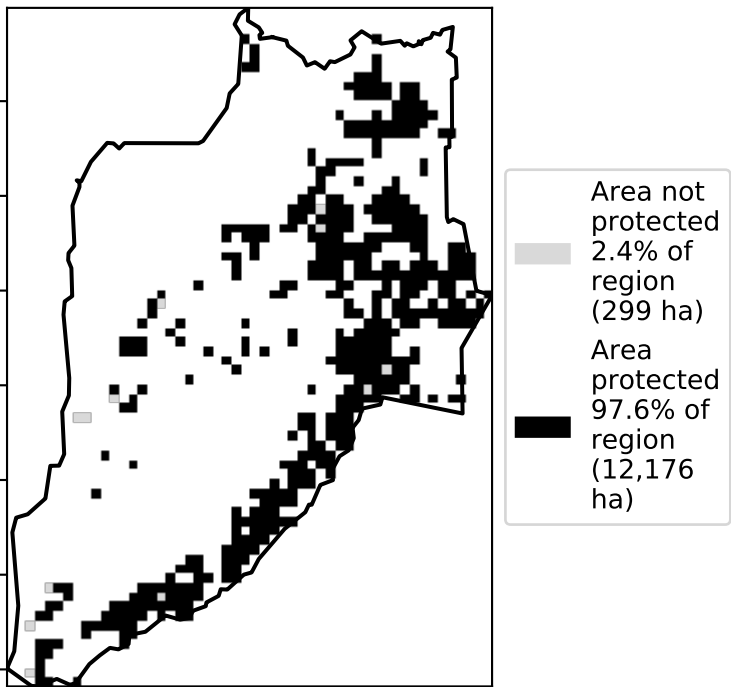 Area not
protected
2.4% of
region
(299 ha)
Area
protected
97.6% of
region
(12,176
ha)